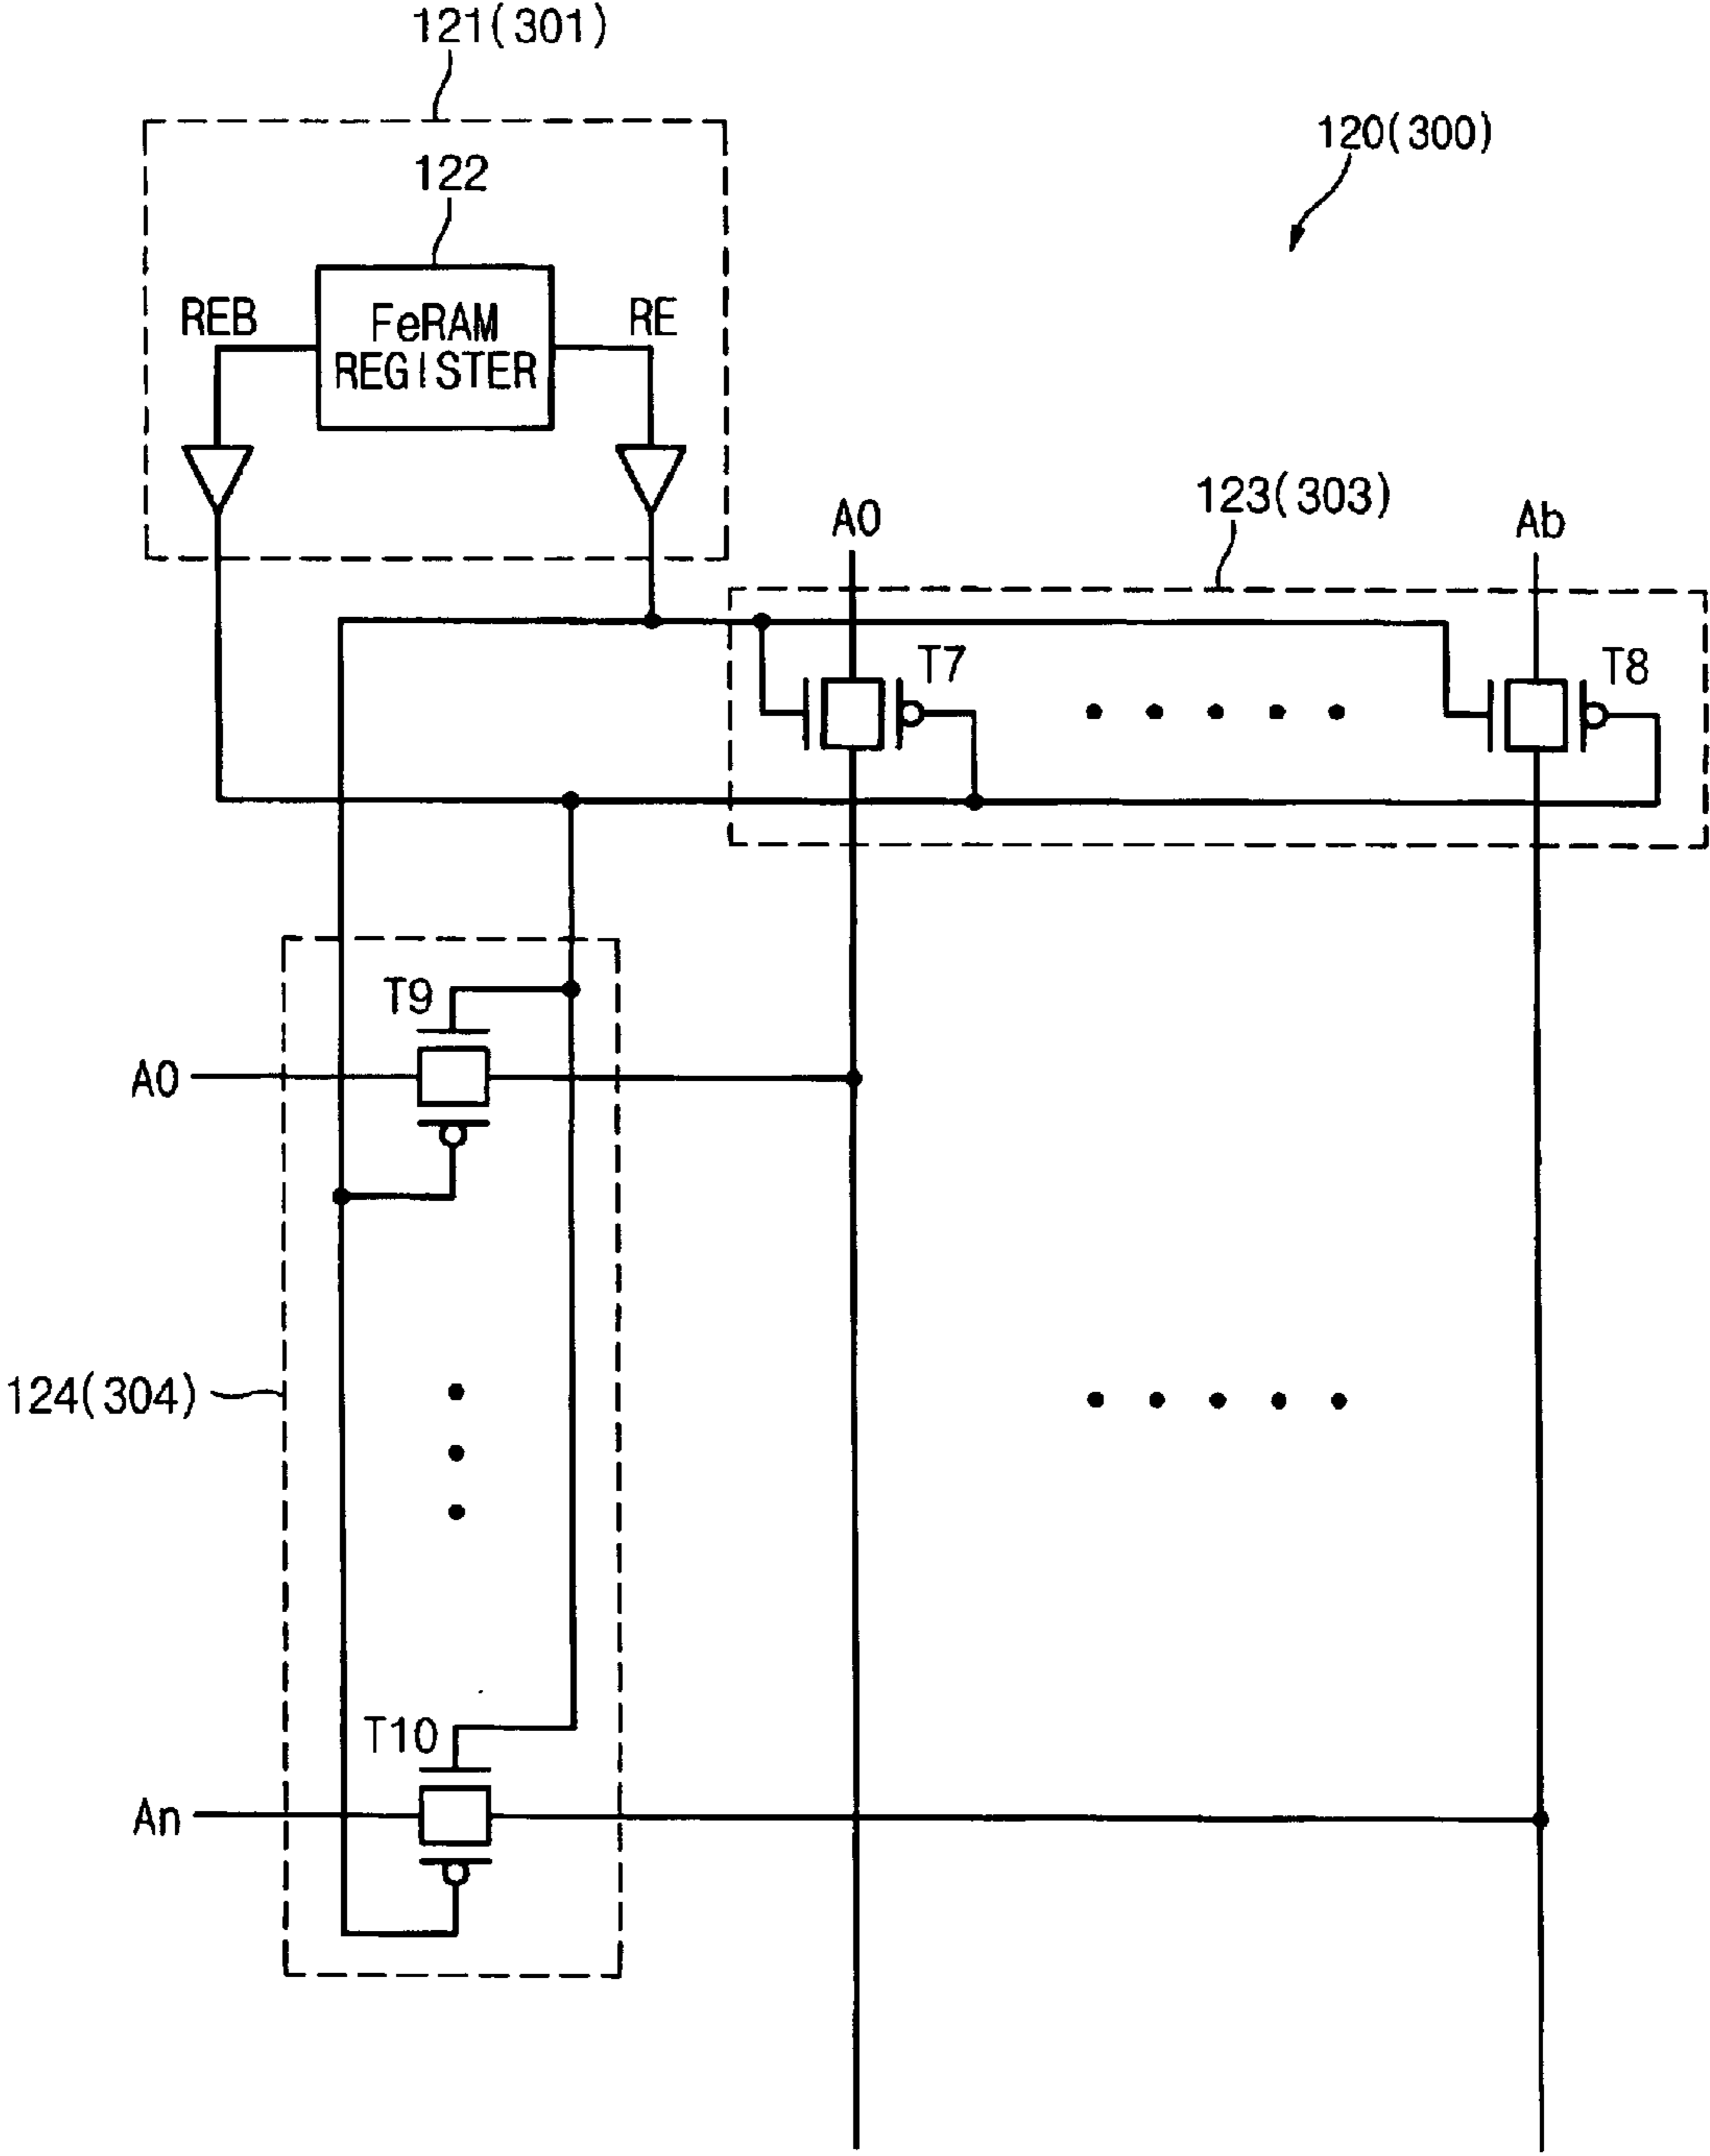 121(301)
120(300)
122
REB
FeRAM
REGISTER
RE
123(303)
A0
Ab
T7
T8
T9
A0
124(304)
T10
An